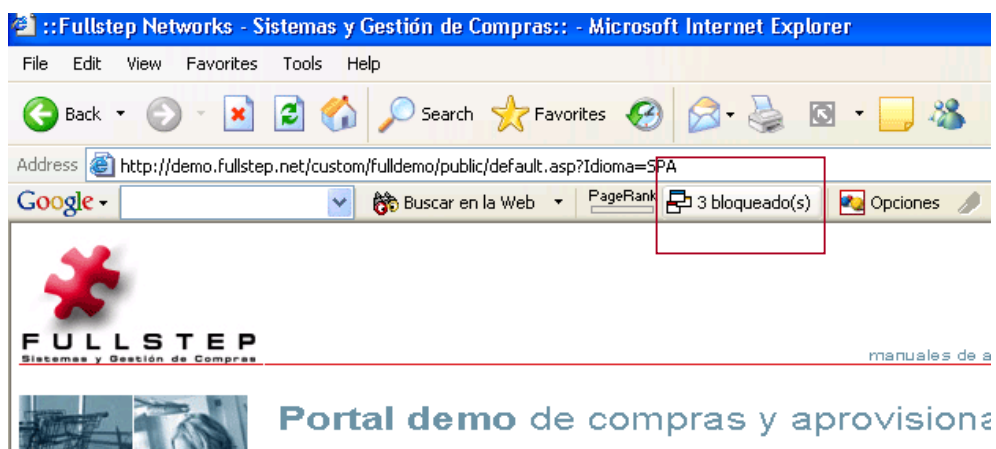 ::Fullstep Networks - Sistemas y Gestión de Compras:: - Microsoft Internet Explorer
File Edit View Favorites Tools Help
Back Search Favorites
Address http://demo.fullstep.net/custom/fulldemo/public/default.asp?Idioma=SPA
Google Buscar en la Web PageRank 3 bloqueado(s) Opciones
FULLSTEP
Sistemas y Gestión de Compras
manuales de a
Portal demo de compras y aprovisiona